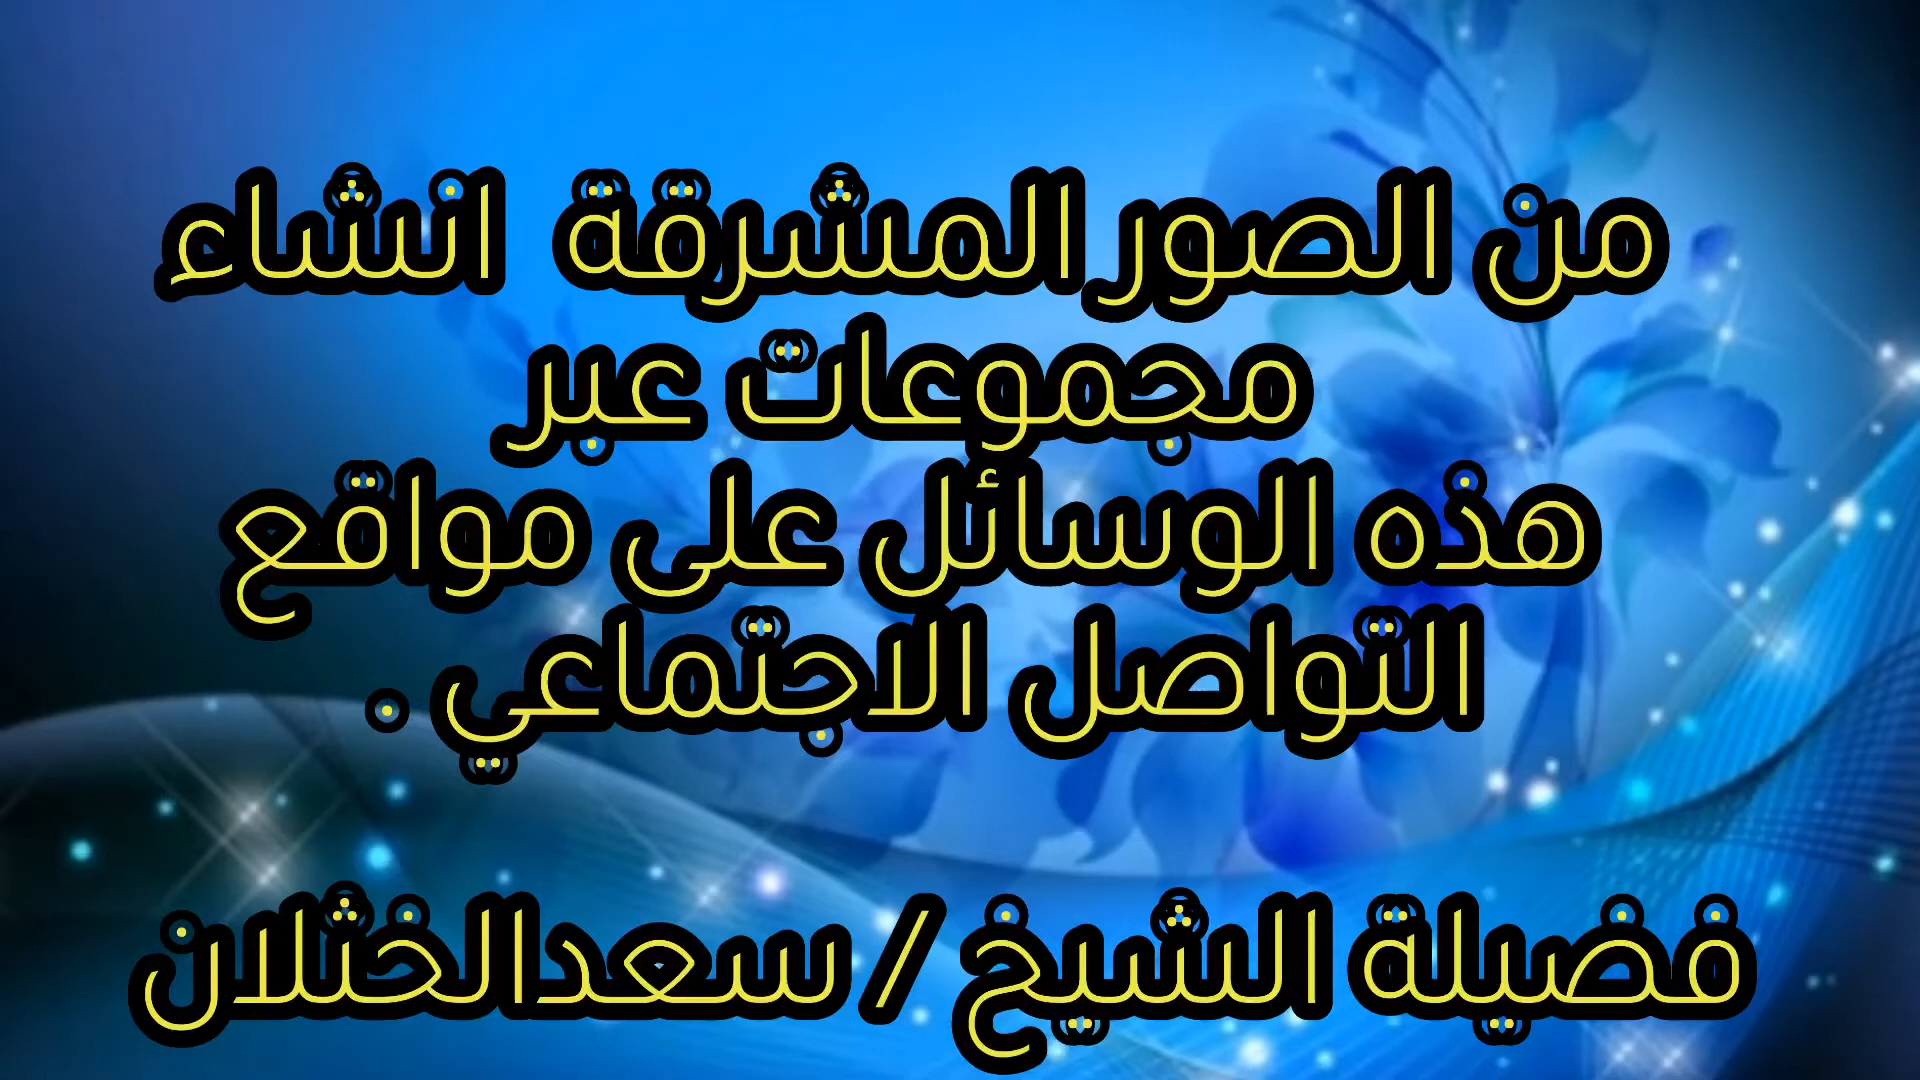 من الصور المشرقة انشاء
مجموعات عبر
هذه الوسائل على مواقع
التواصل الاجتماعي .
فضيلة الشيخ / سعدالخثلان